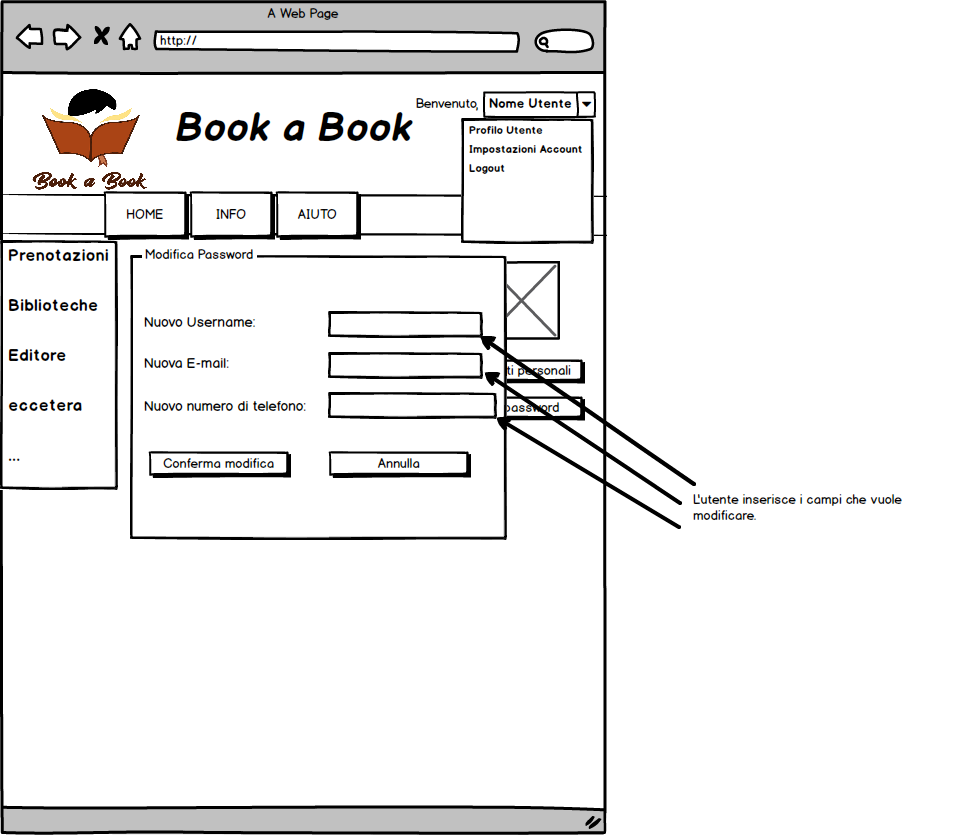 A Web Page
http://
Benvenuto,
Nome Utente
Book a Book
Profilo Utente
Impostazioni Account
Logout
Book a Book
HOME
INFO
AIUTO
Prenotazioni
Biblioteche
Editore
eccetera
...
Modifica Password
Nuovo Username:
Nuova E-mail:
ti personali
Nuovo numero di telefono:
password
Conferma modifica
Annulla
L'utente inserisce i campi che vuole
modificare.